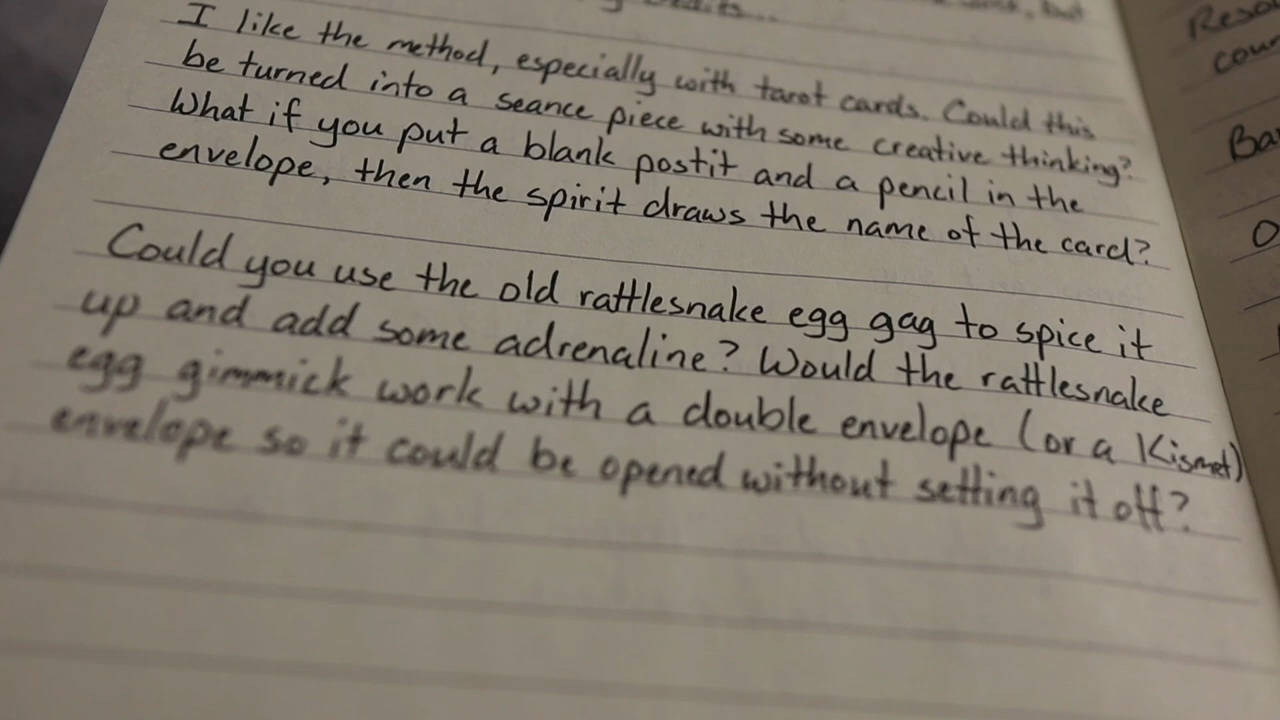 but
I like the method, especially with tarot cards. Could this
be turned into a seance piece with some creative thinking?
What if you put a blank postit and a pencil in the
envelope, then the spirit draws the name of the card?
Could you use the old rattlesnake egg gag to spice it
up and add some adrenaline? Would the rattlesnake
egg gimmick work with a double envelope (or a Kismet)
envelope so it could be opened without setting it off?